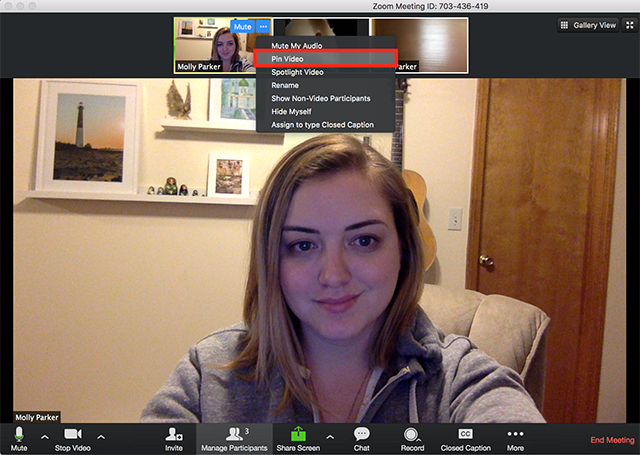 Zoom Meeting ID: 703-436-419
Mute
Gallery View
Molly Parker
Parker
Mute My Audio
Pin Video
Spotlight Video
Rename
Show Non-Video Participants
Hide Myself
Assign to type Closed Caption
Molly Parker
Mute
Stop Video
Invite
3
Manage Participants
Share Screen
Chat
Record
CC
Closed Caption
More
End Meeting